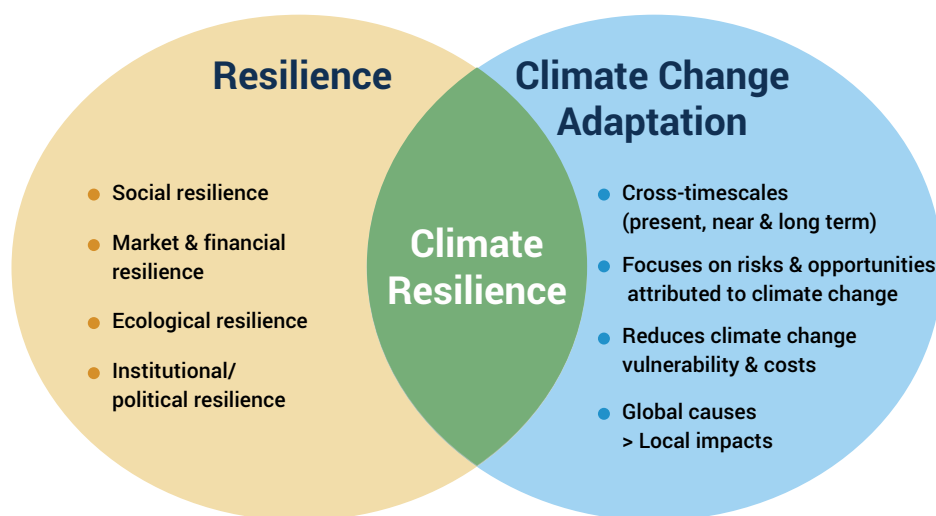 Resilience
Social resilience
Market & financial
resilience
Ecological resilience
Institutional/
political resilience
Climate
Resilience
Climate Change
Adaptation
Cross-timescales
(present, near & long term)
Focuses on risks & opportunities
attributed to climate change
Reduces climate change
vulnerability & costs
Global causes
> Local impacts